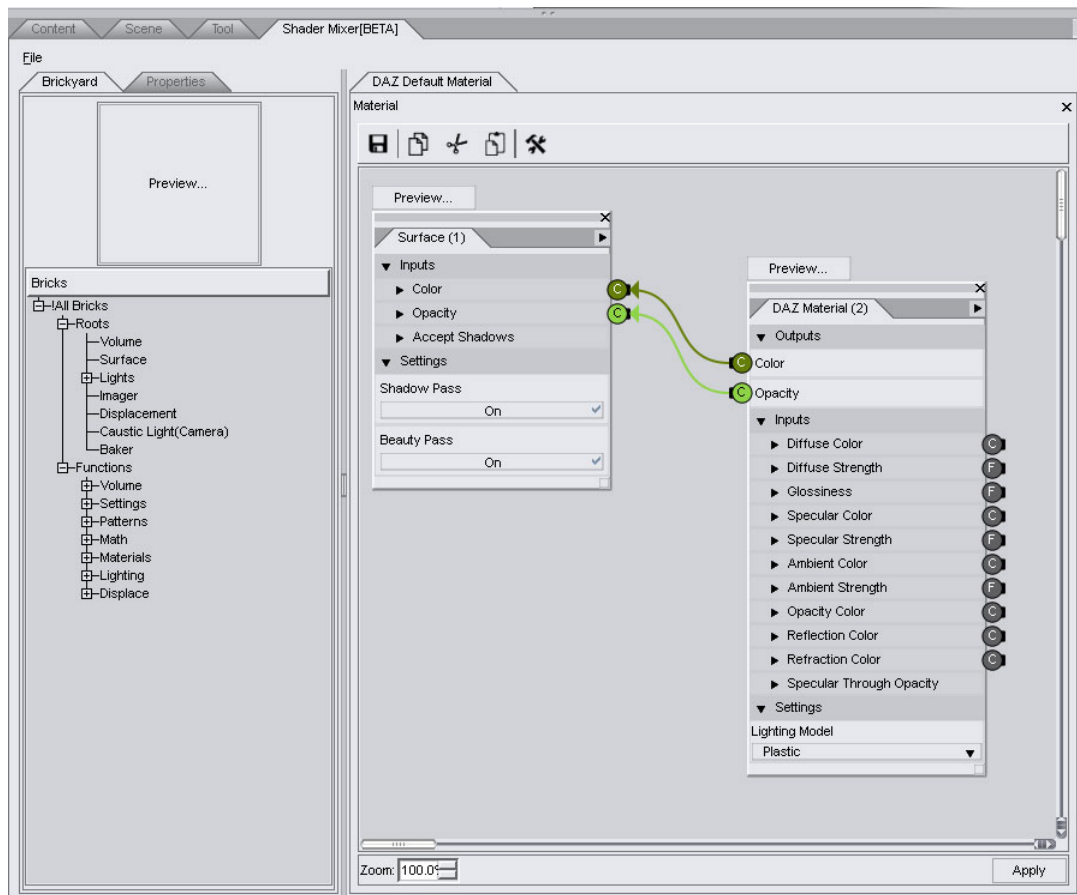 Content Scene Tool Shader Mixer[BETA]
File
Brickyard Properties
Preview...
Bricks
!All Bricks
Roots
Volume
Surface
Lights
Imager
Displacement
Caustic Light(Camera)
Baker
Functions
Volume
Settings
Patterns
Math
Materials
Lighting
Displace
DAZ Default Material
Material
Preview...
Surface (1)
Inputs
Color C
Opacity C
Accept Shadows
Settings
Shadow Pass
On
Beauty Pass
On
Preview...
DAZ Material (2)
Outputs
C Color
C Opacity
Inputs
Diffuse Color C
Diffuse Strength F
Glossiness F
Specular Color C
Specular Strength F
Ambient Color C
Ambient Strength F
Opacity Color C
Reflection Color C
Refraction Color C
Specular Through Opacity
Settings
Lighting Model
Plastic
Zoom: 100.0
Apply